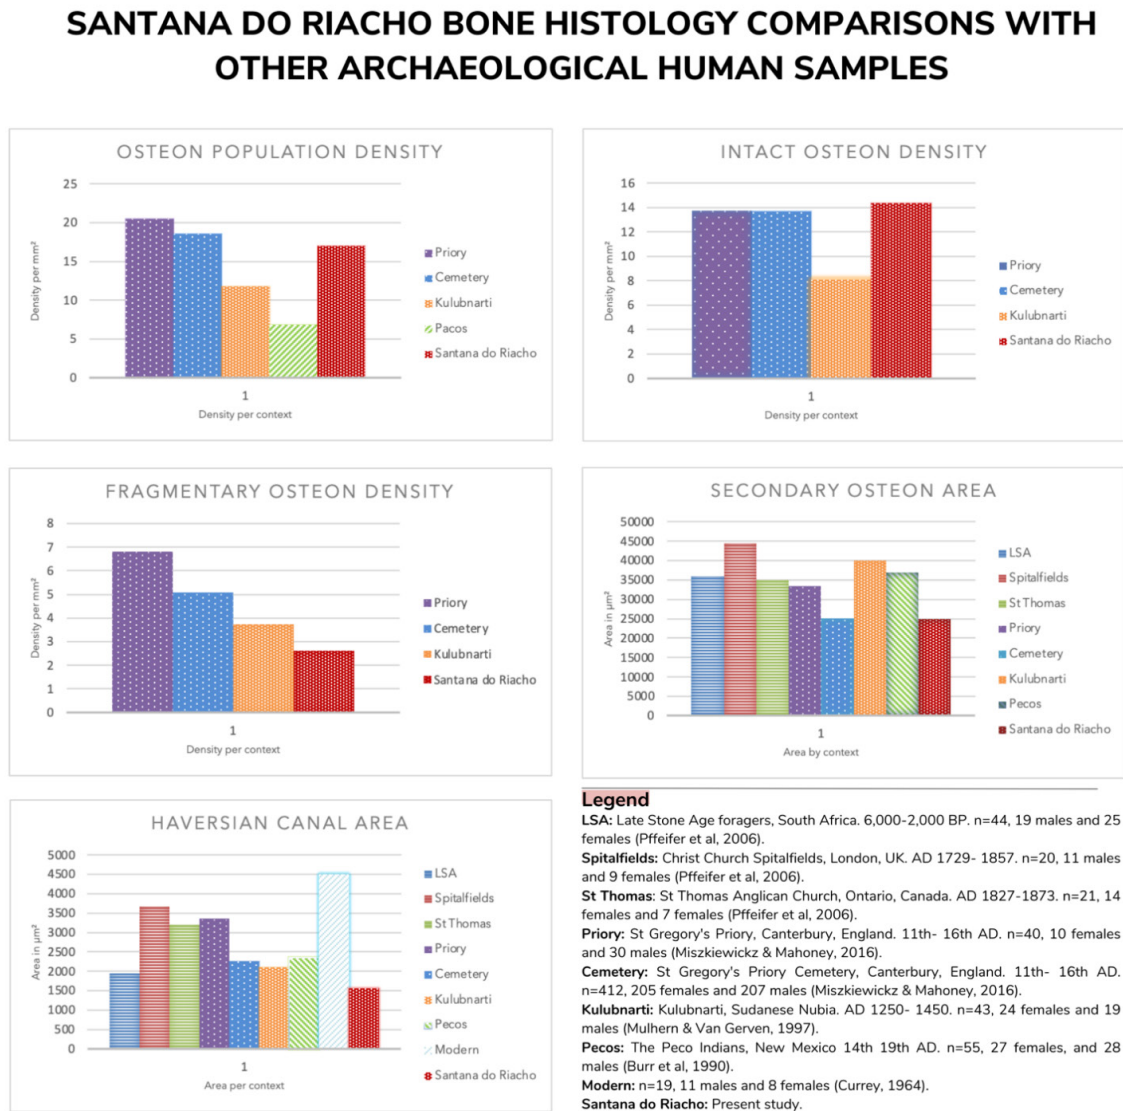 SANTANA DO RIACHO BONE HISTOLOGY COMPARISONS WITH
OTHER ARCHAEOLOGICAL HUMAN SAMPLES
OSTEON POPULATION DENSITY
25
20
15
10
5
0
Density per mm²
1
Density per context
Priory
Cemetery
Kulubnarti
Pacos
Santana do Riacho
INTACT OSTEON DENSITY
16
14
12
10
8
6
4
2
0
Density per mm²
1
Density per context
Priory
Cemetery
Kulubnarti
Santana do Riacho
FRAGMENTARY OSTEON DENSITY
8
7
6
5
4
3
2
1
0
Density per mm²
1
Density per context
Priory
Cemetery
Kulubnarti
Santana do Riacho
SECONDARY OSTEON AREA
50000
45000
40000
35000
30000
25000
20000
15000
10000
5000
0
Area in µm²
1
Area by context
LSA
Spitalfields
St Thomas
Priory
Cemetery
Kulubnarti
Pecos
Santana do Riacho
HAVERSIAN CANAL AREA
5000
4500
4000
3500
3000
2500
2000
1500
1000
500
0
Area in µm²
1
Area per context
LSA
Spitalfields
St Thomas
Priory
Cemetery
Kulubnarti
Pecos
Modern
Santana do Riacho
Legend
LSA: Late Stone Age foragers, South Africa. 6,000-2,000 BP. n=44, 19 males and 25
females (Pffeifer et al, 2006).
Spitalfields: Christ Church Spitalfields, London, UK. AD 1729- 1857. n=20, 11 males
and 9 females (Pffeifer et al, 2006).
St Thomas: St Thomas Anglican Church, Ontario, Canada. AD 1827-1873. n=21, 14
females and 7 females (Pffeifer et al, 2006).
Priory: St Gregory's Priory, Canterbury, England. 11th- 16th AD. n=40, 10 females
and 30 males (Miszkiewickz & Mahoney, 2016).
Cemetery: St Gregory's Priory Cemetery, Canterbury, England. 11th- 16th AD.
n=412, 205 females and 207 males (Miszkiewickz & Mahoney, 2016).
Kulubnarti: Kulubnarti, Sudanese Nubia. AD 1250- 1450. n=43, 24 females and 19
males (Mulhern & Van Gerven, 1997).
Pecos: The Peco Indians, New Mexico 14th 19th AD. n=55, 27 females, and 28
males (Burr et al, 1990).
Modern: n=19, 11 males and 8 females (Currey, 1964).
Santana do Riacho: Present study.